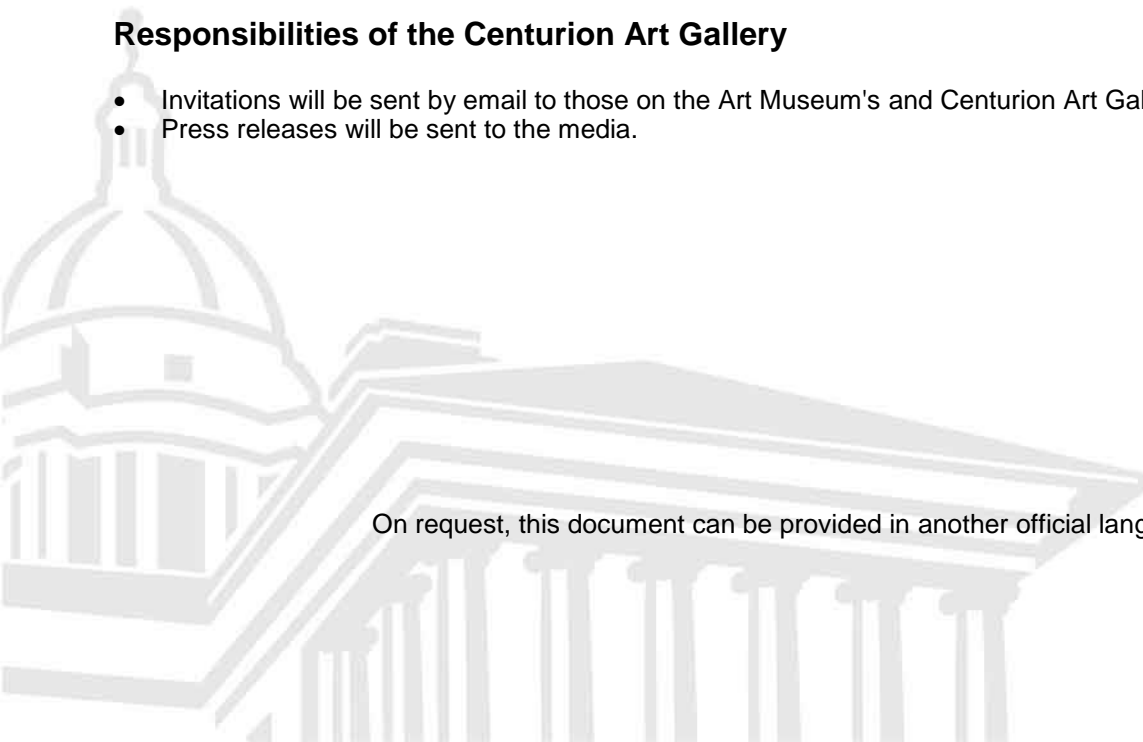 Responsibilities of the Centurion Art Gallery
• Invitations will be sent by email to those on the Art Museum's and Centurion Art
• Press releases will be sent to the media.
On request, this document can be provided in another official